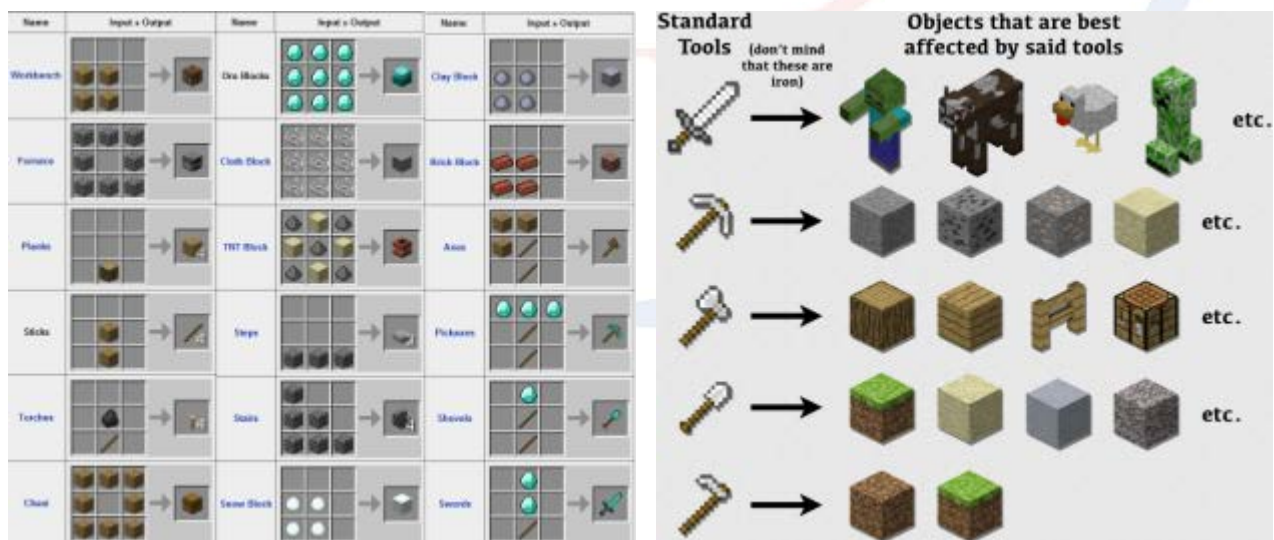 Name Input » Output Name Input » Output Name Input » Output
Workbench Ore Blocks Clay Block
Furnace Cloth Block Brick Block
Planks TNT Block Axes
Sticks Steps Pickaxes
Torches Stairs Shovels
Chest Snow Block Swords
Standard
Tools
(don't mind
that these are
iron)
Objects that are best
affected by said tools
etc.
etc.
etc.
etc.